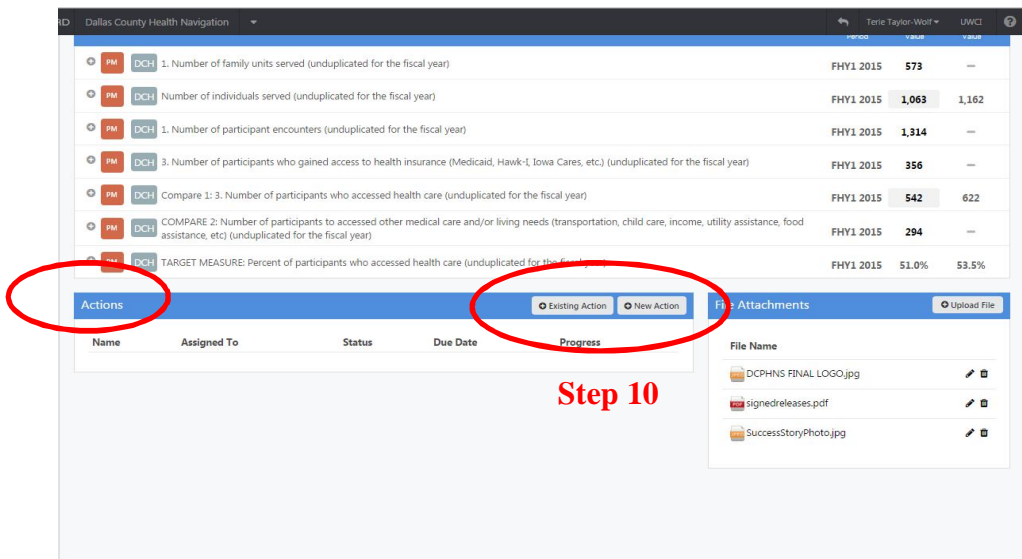 RD Dallas County Health Navigation Terie Taylor-Wolf UWCI ?
Period Value Value
PM DCH 1. Number of family units served (unduplicated for the fiscal year) FHY1 2015 573 —
PM DCH Number of individuals served (unduplicated for the fiscal year) FHY1 2015 1,063 1,162
PM DCH 1. Number of participant encounters (unduplicated for the fiscal year) FHY1 2015 1,314 —
PM DCH 3. Number of participants who gained access to health insurance (Medicaid, Hawk-I, Iowa Cares, etc.) (unduplicated for the fiscal year) FHY1 2015 356 —
PM DCH Compare 1: 3. Number of participants who accessed health care (unduplicated for the fiscal year) FHY1 2015 542 622
PM DCH COMPARE 2: Number of participants to accessed other medical care and/or living needs (transportation, child care, income, utility assistance, food
assistance, etc) (unduplicated for the fiscal year) FHY1 2015 294 —
PM DCH TARGET MEASURE: Percent of participants who accessed health care (unduplicated for the fiscal year) FHY1 2015 51.0% 53.5%
Actions Existing Action New Action File Attachments Upload File
Name Assigned To Status Due Date Progress File Name
DCPHNS FINAL LOGO.jpg
Step 10
PDF signedreleases.pdf
SuccessStoryPhoto.jpg